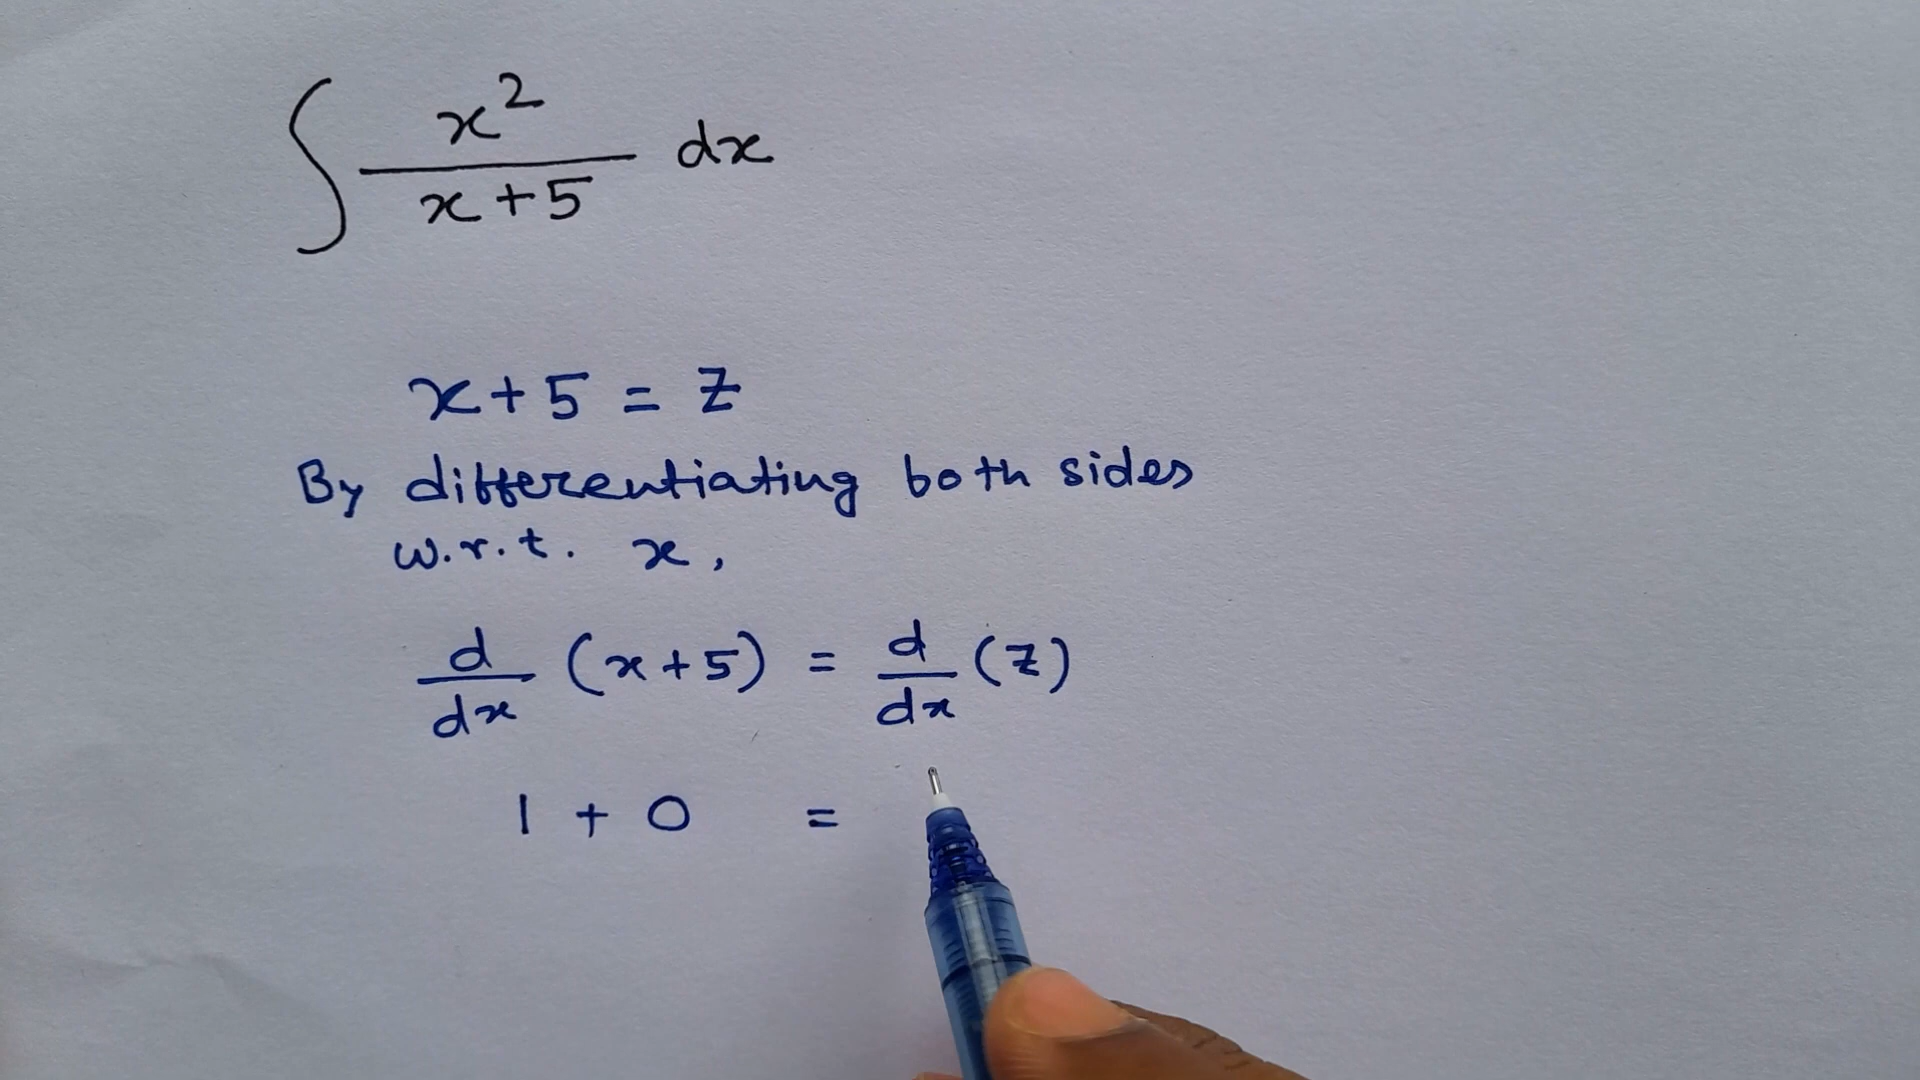 ∫ x² / (x+5) dx
x+5 = z
By differentiating both sides
w.r.t. x,
d/dx (x+5) = d/dx (z)
1 + 0 =